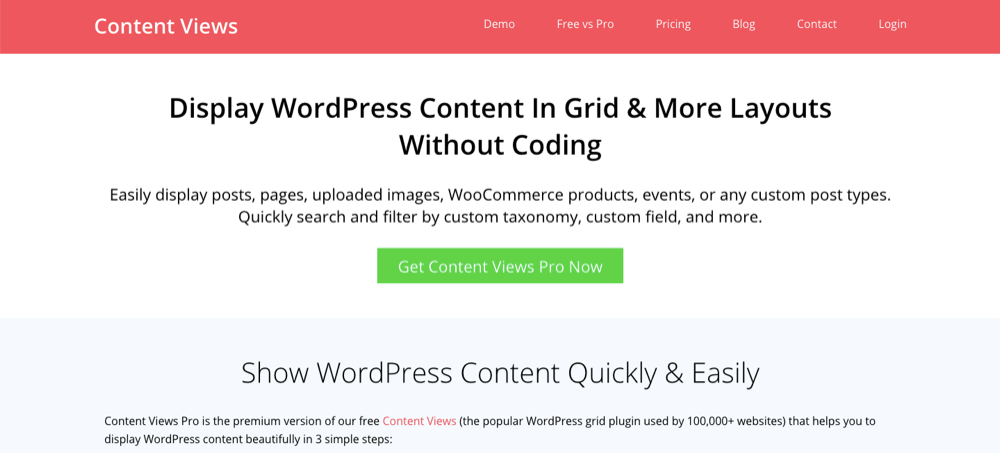 Content Views
Demo
Free vs Pro
Pricing
Blog
Contact
Login
Display WordPress Content In Grid & More Layouts
Without Coding
Easily display posts, pages, uploaded images, WooCommerce products, events, or any custom post types.
Quickly search and filter by custom taxonomy, custom field, and more.
Get Content Views Pro Now
Show WordPress Content Quickly & Easily
Content Views Pro is the premium version of our free Content Views (the popular WordPress grid plugin used by 100,000+ websites) that helps you to
display WordPress content beautifully in 3 simple steps: